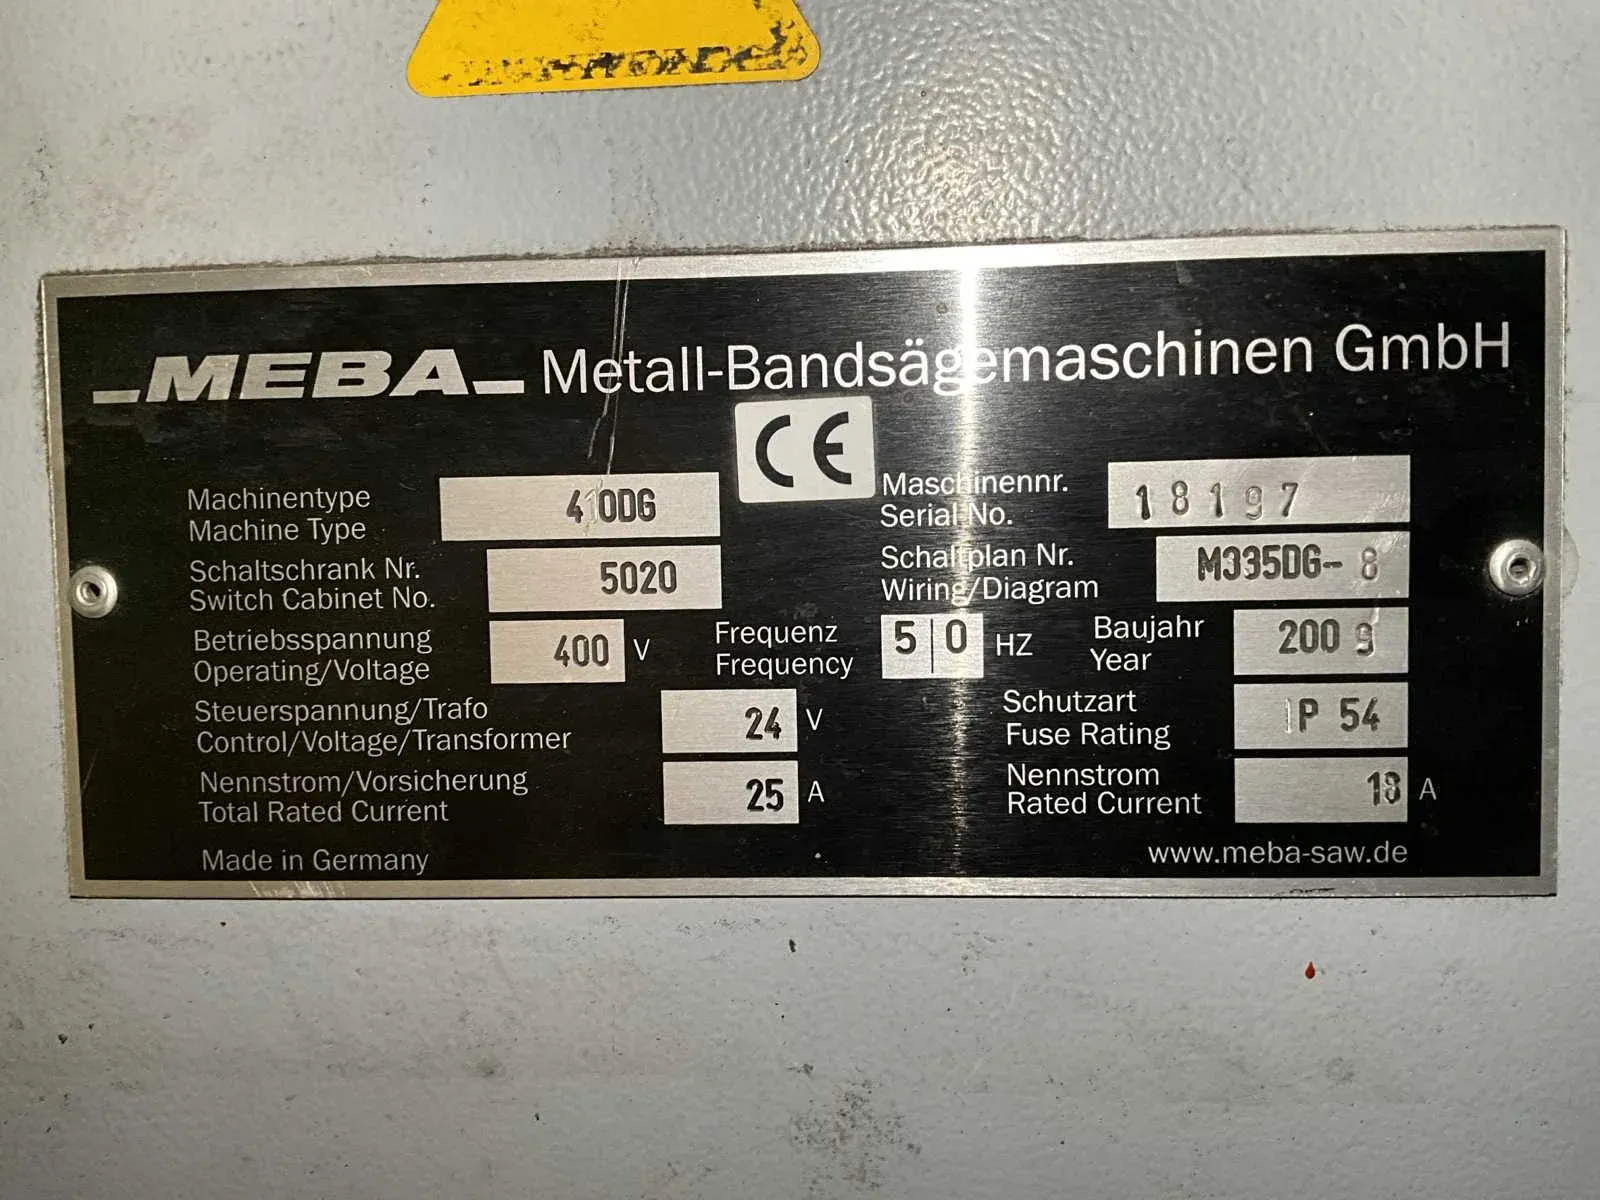 MEBA Metall-Bandsägemaschinen GmbH
CE
Machinentype 410DG Maschinennr. 18197
Machine Type Serial No.
Schaltschrank Nr. 5020 Schaltplan Nr. M335DG- 8
Switch Cabinet No. Wiring/Diagram
Betriebsspannung 400 V Frequenz 50 HZ Baujahr 2009
Operating/Voltage Frequency Year
Steuerspannung/Trafo 24 V Schutzart IP 54
Control/Voltage/Transformer Fuse Rating
Nennstrom/Vorsicherung 25 A Nennstrom 18 A
Total Rated Current Rated Current
Made in Germany www.meba-saw.de